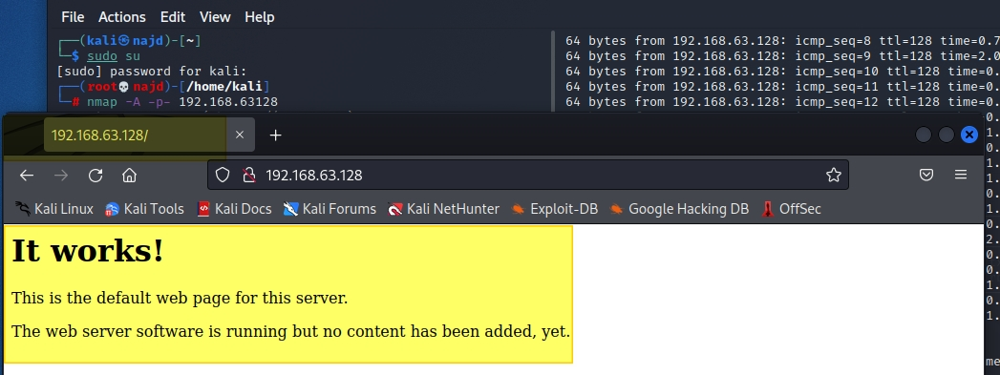 File Actions Edit View Help
┌──(kali㉿najd)-[~]
└─$ sudo su
[sudo] password for kali:
┌──(root💀najd)-[/home/kali]
└─# nmap -A -p- 192.168.63128
64 bytes from 192.168.63.128: icmp_seq=8 ttl=128 time=0.7
64 bytes from 192.168.63.128: icmp_seq=9 ttl=128 time=2.0
64 bytes from 192.168.63.128: icmp_seq=10 ttl=128 time=0.
64 bytes from 192.168.63.128: icmp_seq=11 ttl=128 time=0.
64 bytes from 192.168.63.128: icmp_seq=12 ttl=128 time=0.
192.168.63.128/
192.168.63.128
Kali Linux Kali Tools Kali Docs Kali Forums Kali NetHunter Exploit-DB Google Hacking DB OffSec
It works!
This is the default web page for this server.
The web server software is running but no content has been added, yet.
me